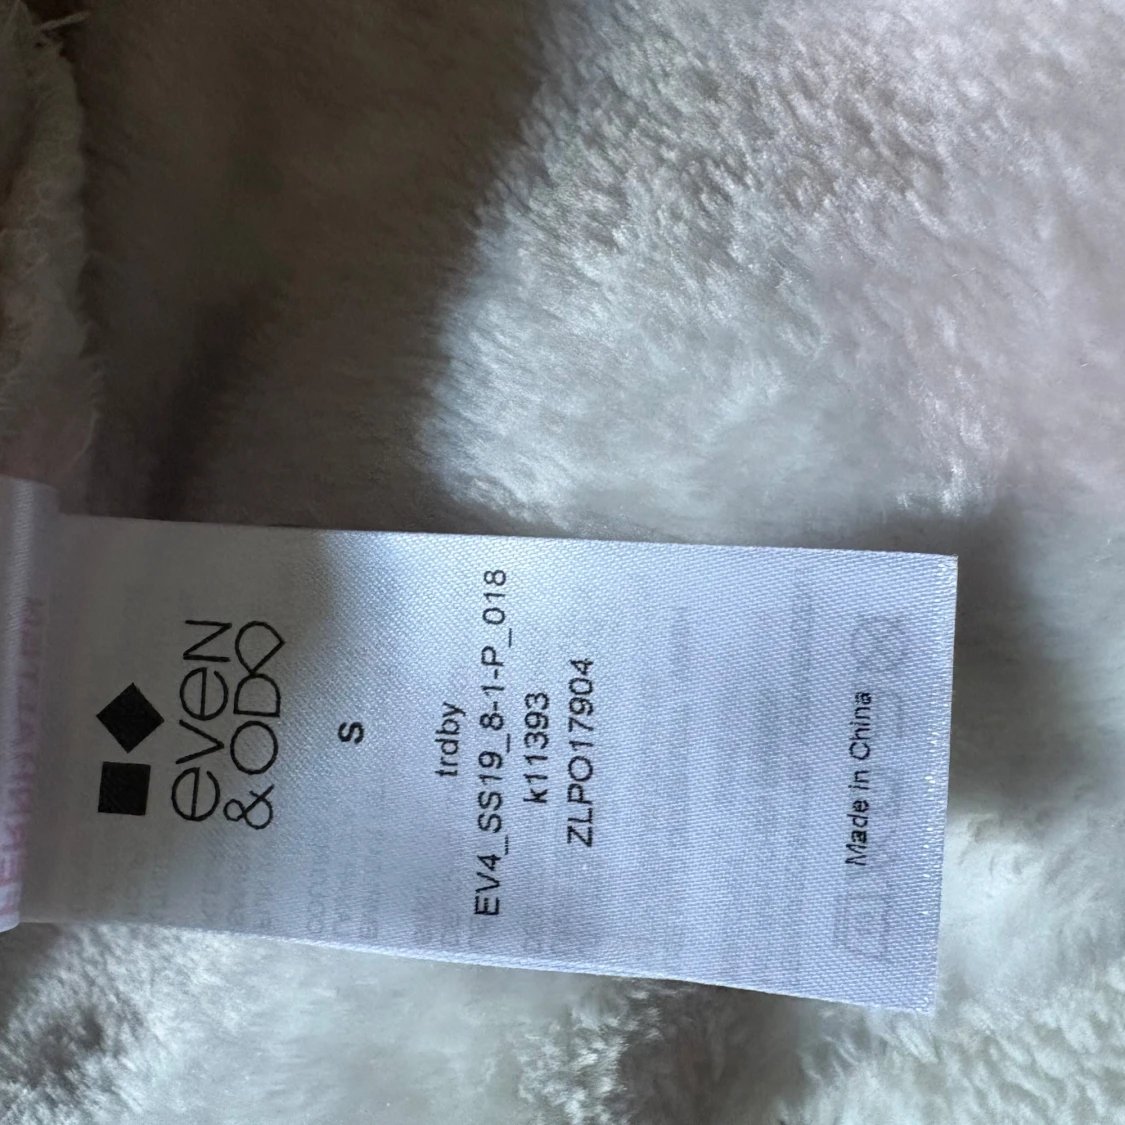 even
& ODD
S
trdby
EV4_SS19_8-1-P_018
k11393
ZLPO17904
Made in China